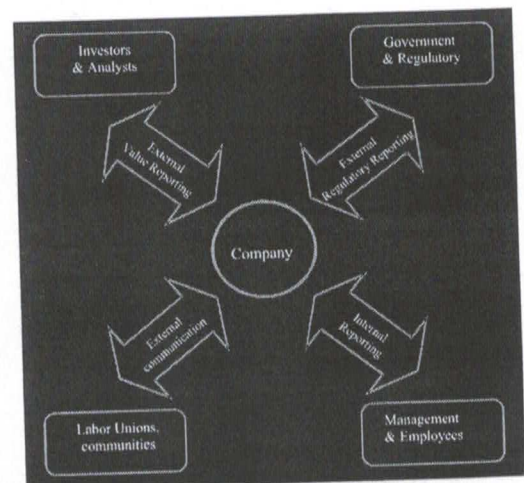 Investors
& Analysts
Government
& Regulatory
External
Value Reporting
External
Regulatory Reporting
Company
External
communication
Internal
Reporting
Labor Unions,
communities
Management
& Employees